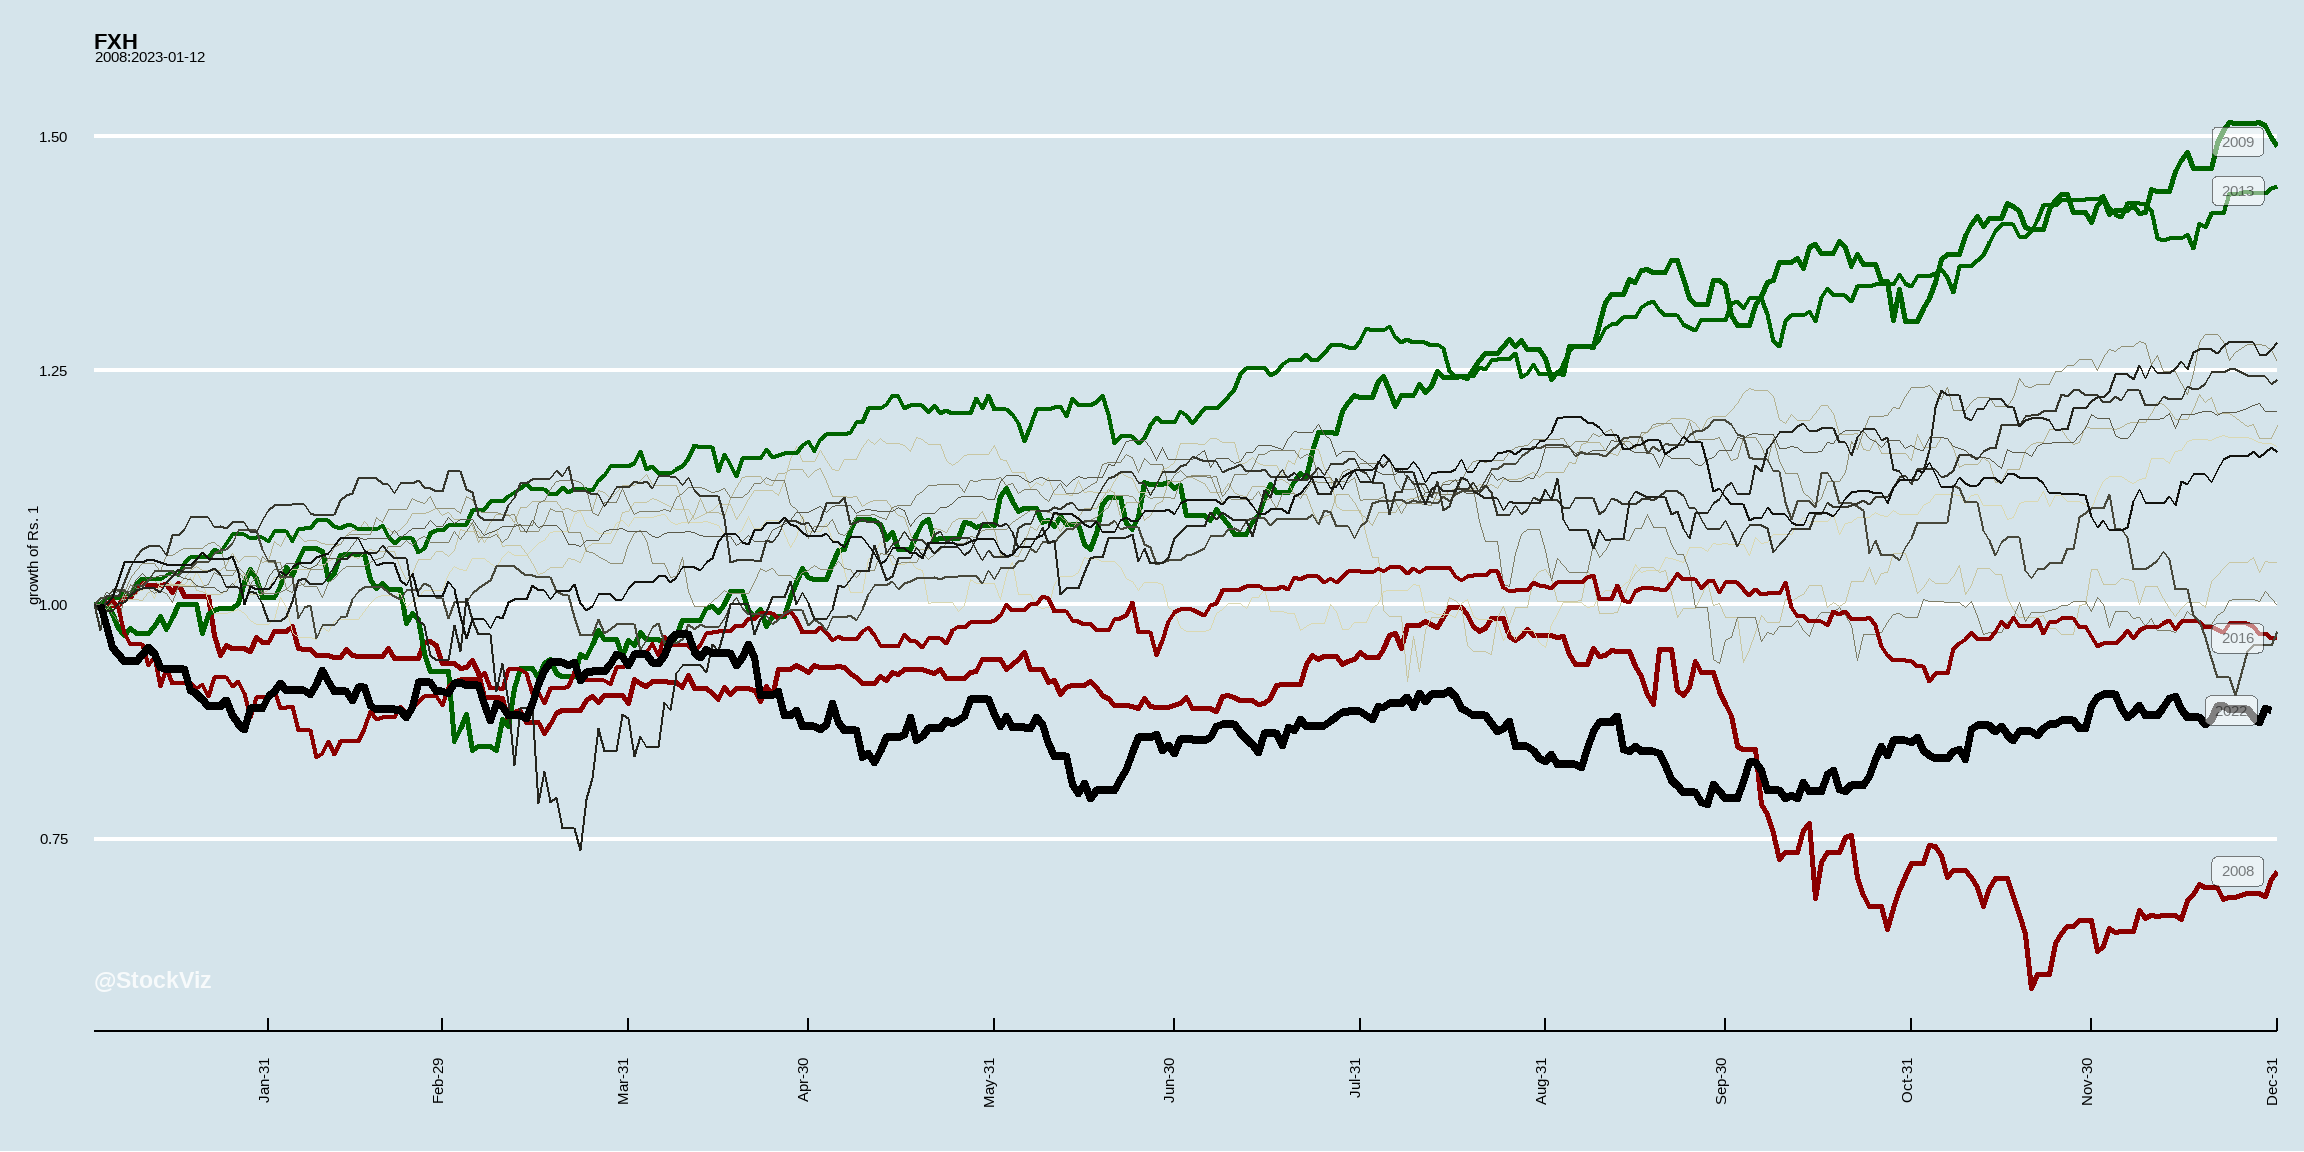 FXH
2008:2023-01-12
1.50
1.25
1.00
0.75
growth of Rs. 1
2009
2013
2016
2022
2008
@StockViz
Jan-31
Feb-29
Mar-31
Apr-30
May-31
Jun-30
Jul-31
Aug-31
Sep-30
Oct-31
Nov-30
Dec-31